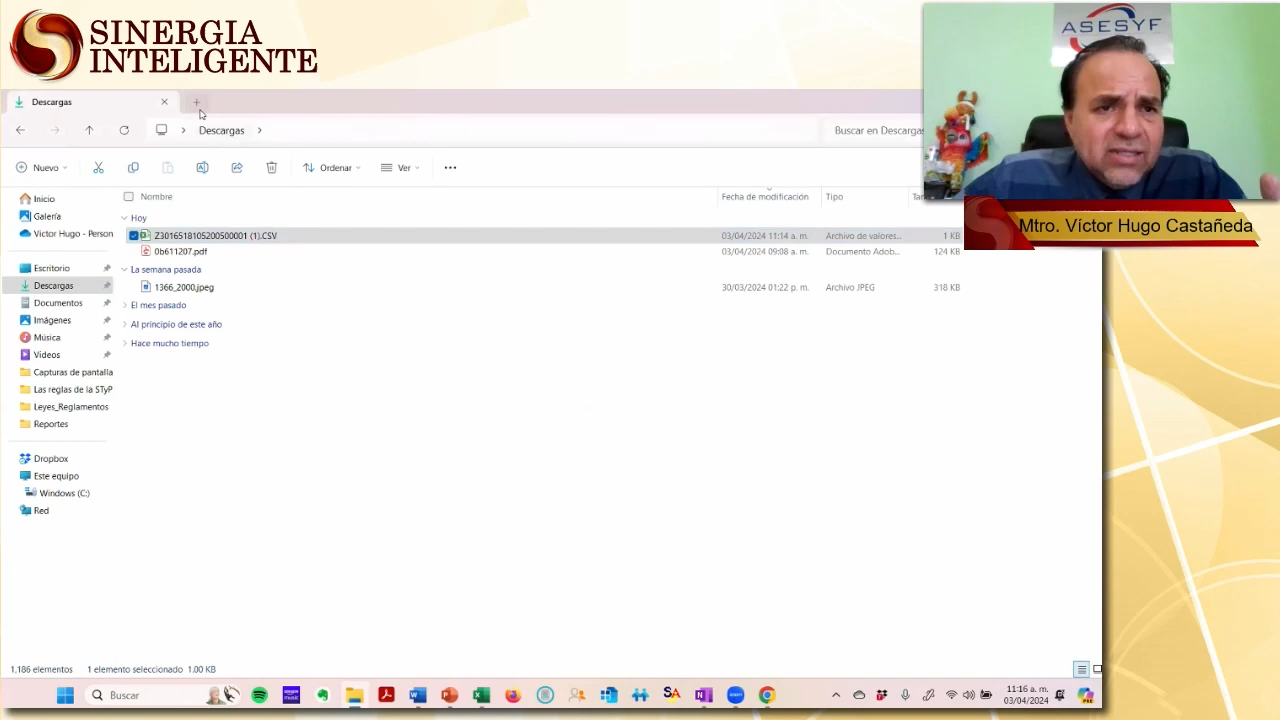 SINERGIA
INTELIGENTE
ASESYF
Mtro. Víctor Hugo Castañeda
Descargas
Descargas
Buscar en Descargas
Nuevo
Ordenar
Ver
Nombre
Fecha de modificación
Tipo
Hoy
Z3016518105200500001 (1).CSV
03/04/2024 11:14 a. m.
Archivo de valores...
1 KB
0b611207.pdf
03/04/2024 09:08 a. m.
Documento Adob...
124 KB
La semana pasada
1366_2000.jpeg
30/03/2024 01:22 p. m.
Archivo JPEG
318 KB
El mes pasado
Al principio de este año
Hace mucho tiempo
Inicio
Galería
Victor Hugo - Person
Escritorio
Descargas
Documentos
Imágenes
Música
Videos
Capturas de pantalla
Las reglas de la STyP
Leyes_Reglamentos
Reportes
Dropbox
Este equipo
Windows (C:)
Red
1,186 elementos
1 elemento seleccionado 1.00 KB
Buscar
11:16 a. m.
03/04/2024